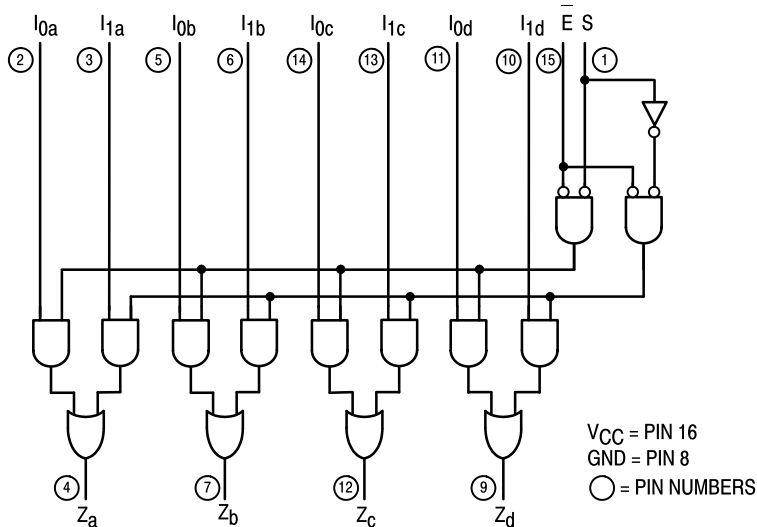 I0a I1a I0b I1b I0c I1c I0d I1d E̅ S
2 3 5 6 14 13 11 10 15 1
VCC = PIN 16
GND = PIN 8
= PIN NUMBERS
4 7 12 9
Za Zb Zc Zd